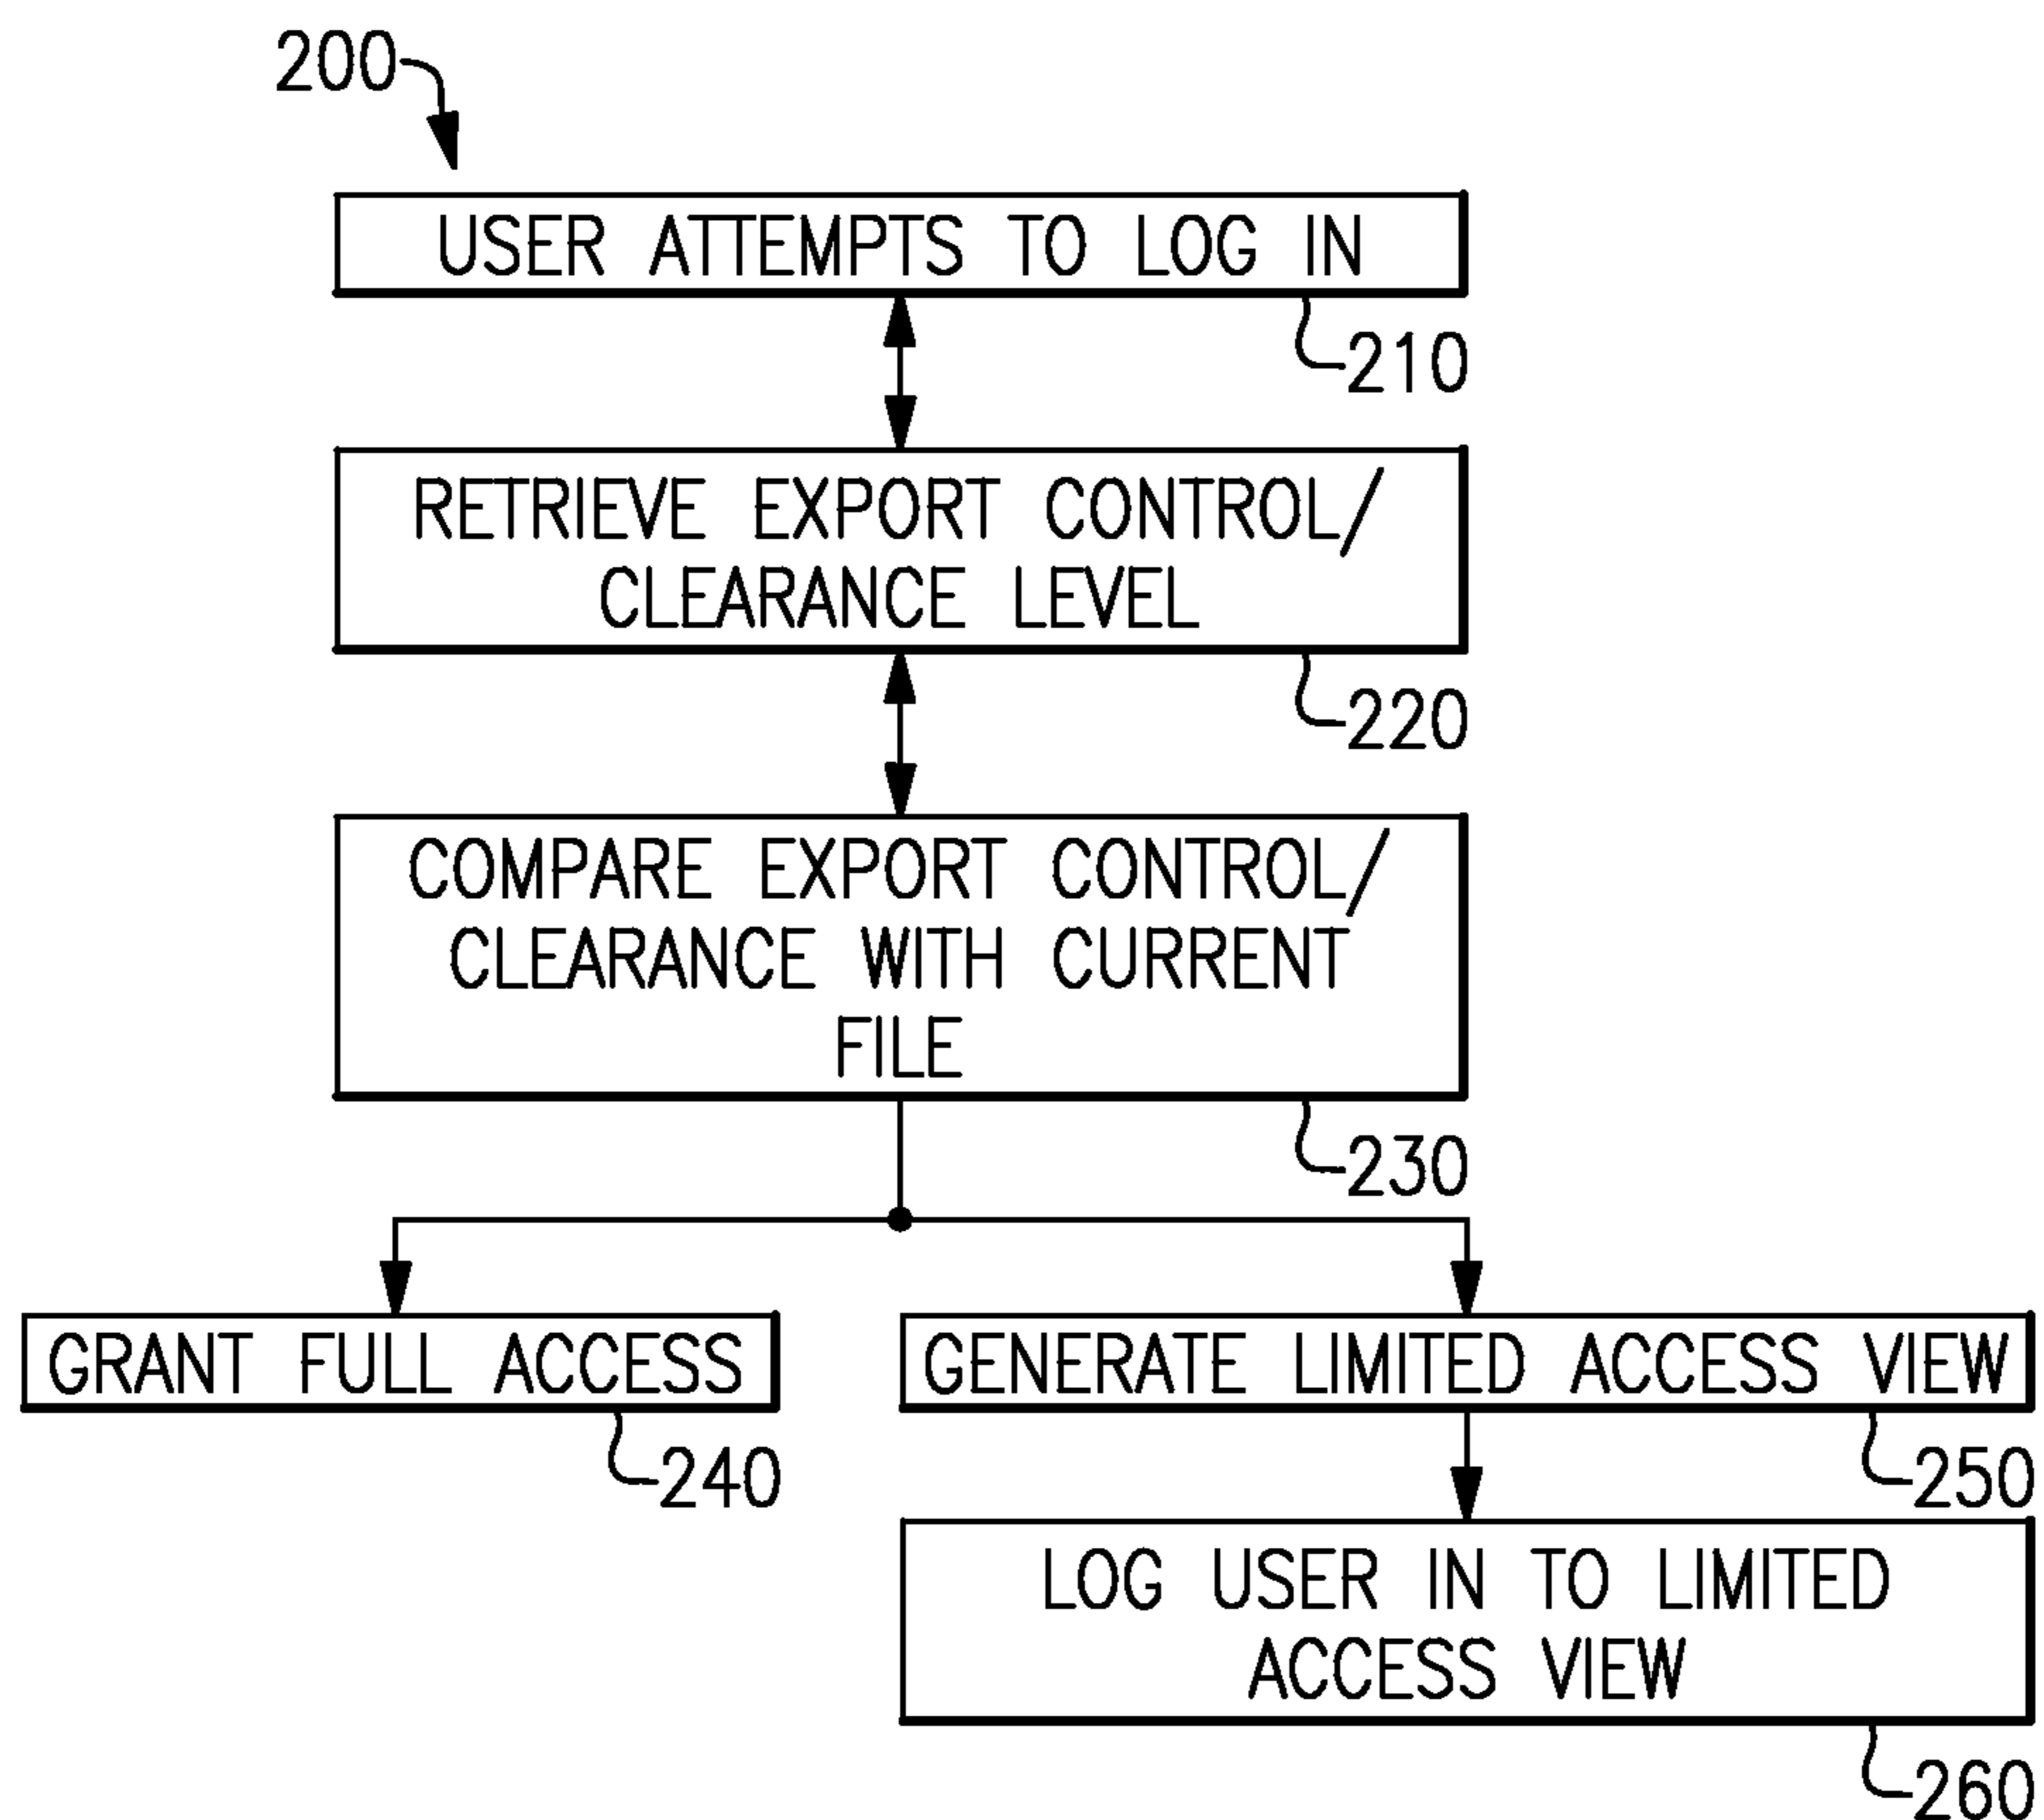 200
USER ATTEMPTS TO LOG IN
210
RETRIEVE EXPORT CONTROL/
CLEARANCE LEVEL
220
COMPARE EXPORT CONTROL/
CLEARANCE WITH CURRENT
FILE
230
GRANT FULL ACCESS
240
GENERATE LIMITED ACCESS VIEW
250
LOG USER IN TO LIMITED
ACCESS VIEW
260